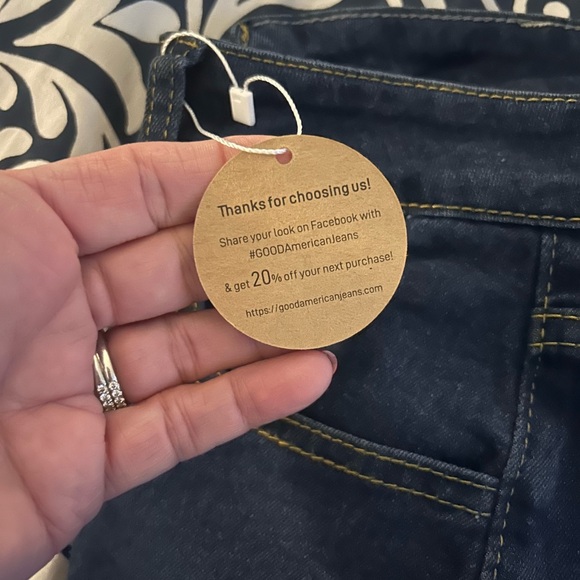 Thanks for choosing us!
Share your look on Facebook with
#GOODAmericanJeans
& get 20% off your next purchase!
https://goodamericanjeans.com